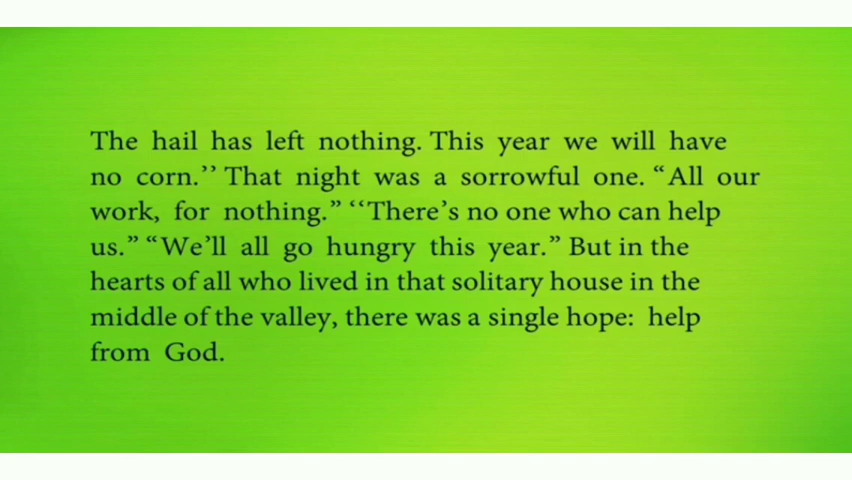 The hail has left nothing. This year we will have
no corn.’’ That night was a sorrowful one. “All our
work, for nothing.” ‘‘There’s no one who can help
us.” “We’ll all go hungry this year.” But in the
hearts of all who lived in that solitary house in the
middle of the valley, there was a single hope: help
from God.